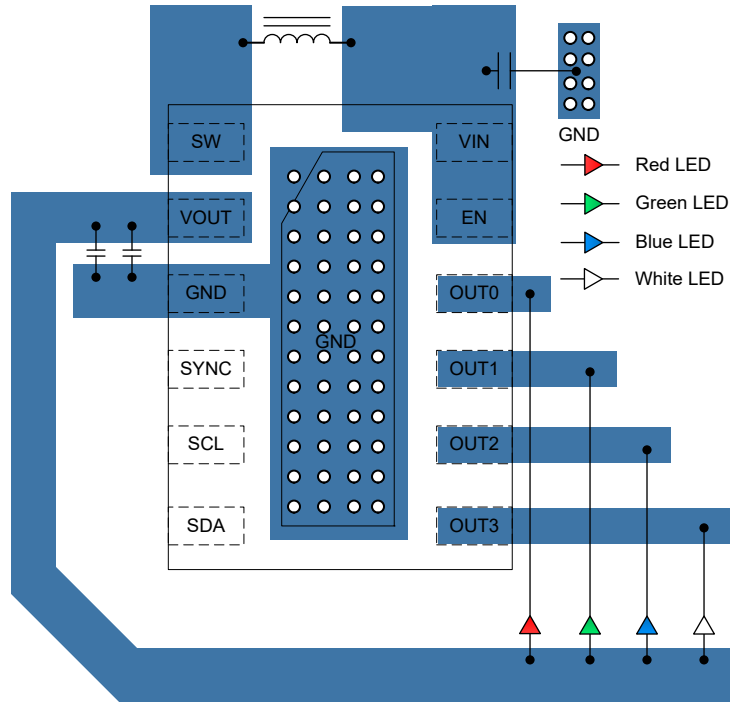 GND
SW
VIN
Red LED
VOUT
EN
Green LED
Blue LED
White LED
GND
OUT0
GND
SYNC
OUT1
SCL
OUT2
SDA
OUT3